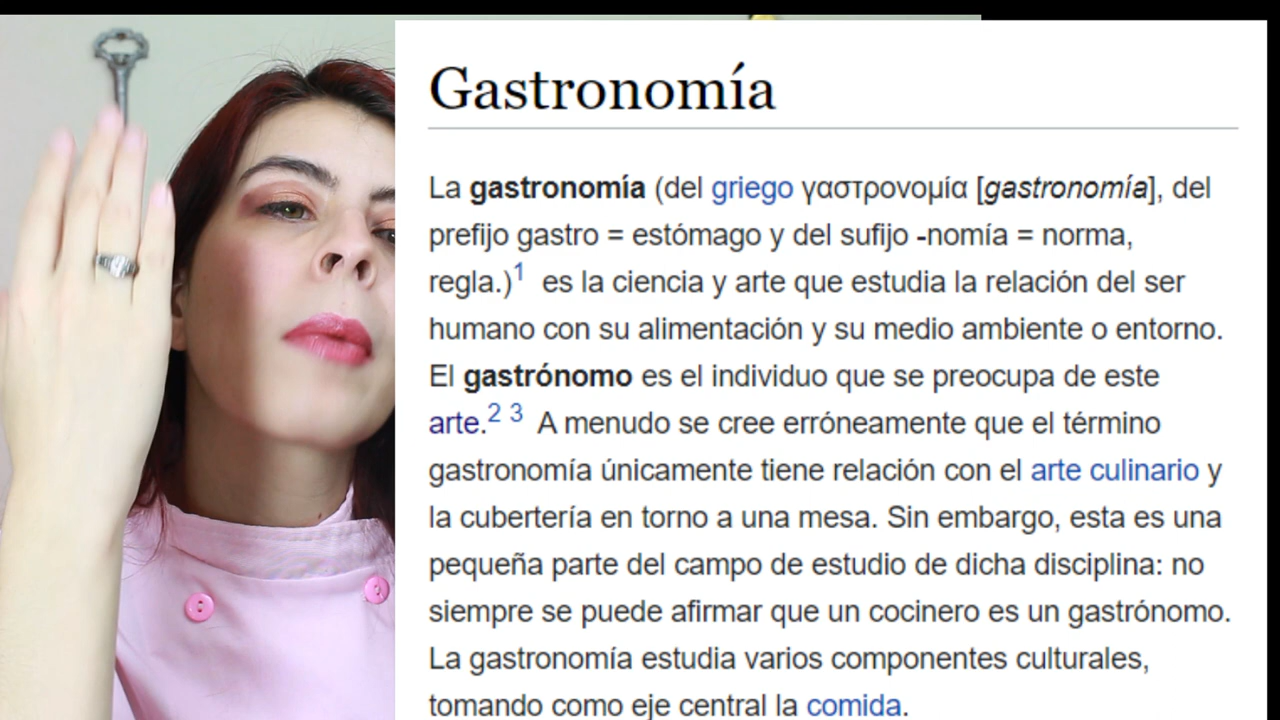 Gastronomía
La gastronomía (del griego γαστρονομία [gastronomía], del
prefijo gastro = estómago y del sufijo -nomía = norma,
regla.)1 es la ciencia y arte que estudia la relación del ser
humano con su alimentación y su medio ambiente o entorno.
El gastrónomo es el individuo que se preocupa de este
arte.2 3 A menudo se cree erróneamente que el término
gastronomía únicamente tiene relación con el arte culinario y
la cubertería en torno a una mesa. Sin embargo, esta es una
pequeña parte del campo de estudio de dicha disciplina: no
siempre se puede afirmar que un cocinero es un gastrónomo.
La gastronomía estudia varios componentes culturales,
tomando como eje central la comida.